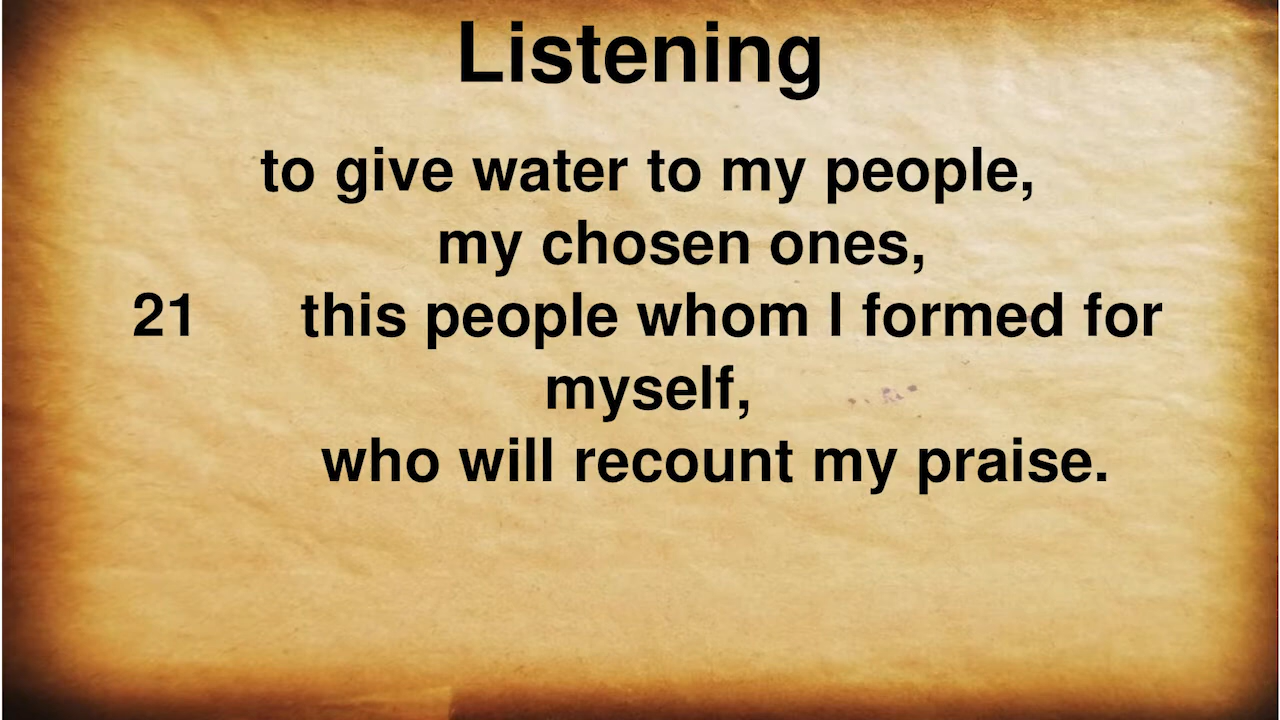 Listening
to give water to my people,
my chosen ones,
21 this people whom I formed for
myself,
who will recount my praise.